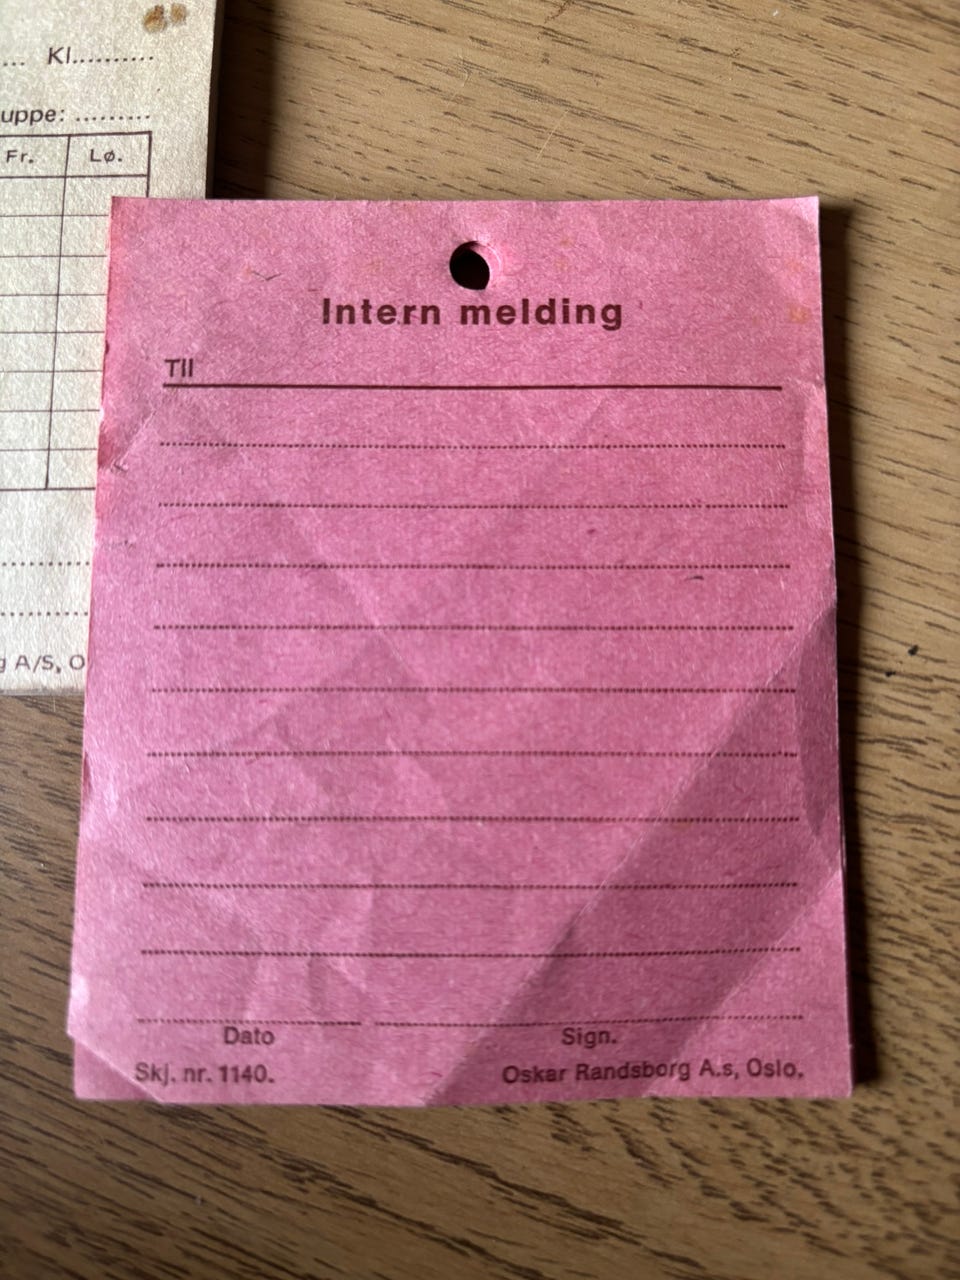 Kl.
uppe:
Fr. Lø.
g A/S, O
Intern melding
Til
Dato Sign.
Skj. nr. 1140. Oskar Randsborg A.s, Oslo.